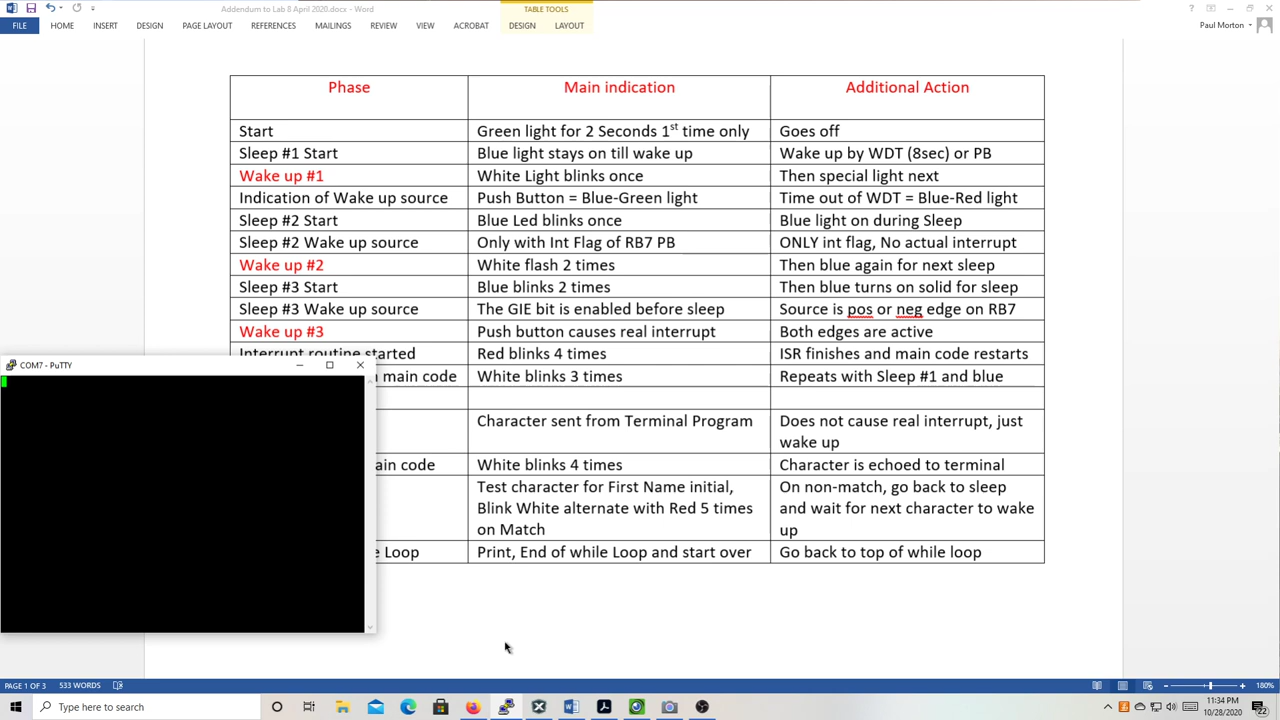 Addendum to Lab 8 April 2020.docx - Word
TABLE TOOLS
FILE HOME INSERT DESIGN PAGE LAYOUT REFERENCES MAILINGS REVIEW VIEW ACROBAT DESIGN LAYOUT
Paul Morton
Phase Main indication Additional Action
Start Green light for 2 Seconds 1st time only Goes off
Sleep #1 Start Blue light stays on till wake up Wake up by WDT (8sec) or PB
Wake up #1 White Light blinks once Then special light next
Indication of Wake up source Push Button = Blue-Green light Time out of WDT = Blue-Red light
Sleep #2 Start Blue Led blinks once Blue light on during Sleep
Sleep #2 Wake up source Only with Int Flag of RB7 PB ONLY int flag, No actual interrupt
Wake up #2 White flash 2 times Then blue again for next sleep
Sleep #3 Start Blue blinks 2 times Then blue turns on solid for sleep
Sleep #3 Wake up source The GIE bit is enabled before sleep Source is pos or neg edge on RB7
Wake up #3 Push button causes real interrupt Both edges are active
Interrupt routine started Red blinks 4 times ISR finishes and main code restarts
COM7 - PuTTY
main code White blinks 3 times Repeats with Sleep #1 and blue
Character sent from Terminal Program Does not cause real interrupt, just
wake up
ain code White blinks 4 times Character is echoed to terminal
Test character for First Name initial, On non-match, go back to sleep
Blink White alternate with Red 5 times and wait for next character to wake
on Match up
e Loop Print, End of while Loop and start over Go back to top of while loop
PAGE 1 OF 3 533 WORDS 180%
Type here to search
11:34 PM
10/28/2020
22